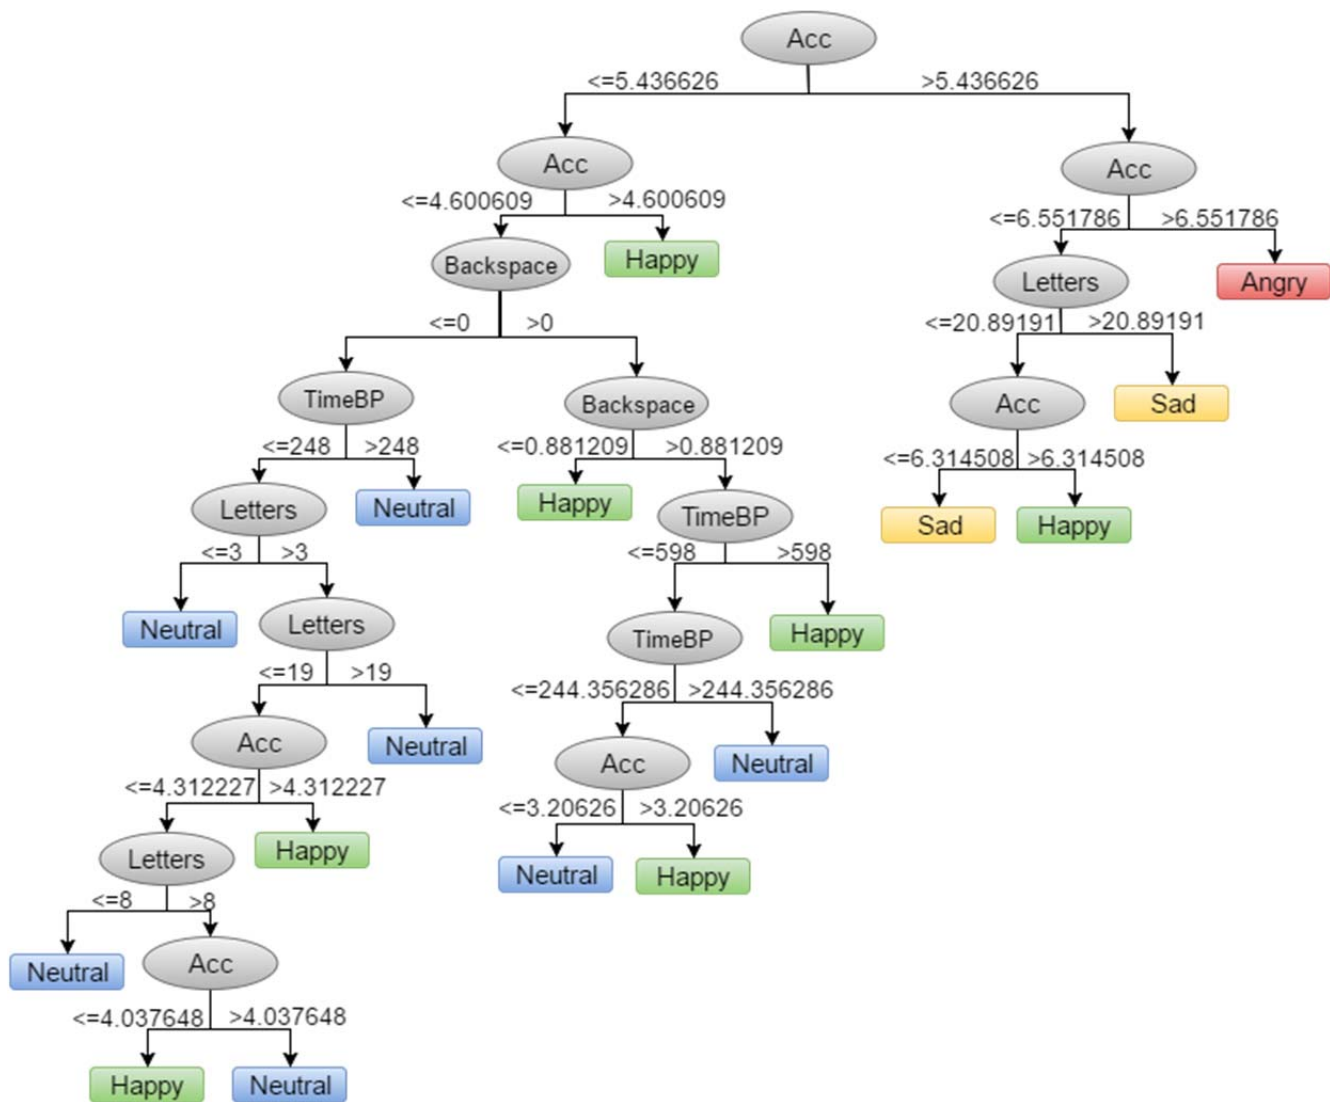 Acc
<=5.436626 >5.436626
Acc
Acc
<=4.600609 >4.600609
<=6.551786 >6.551786
Backspace
Happy
Letters
Angry
<=0 >0
<=20.89191 >20.89191
TimeBP
Backspace
Acc
Sad
<=248 >248
<=0.881209 >0.881209
<=6.314508 >6.314508
Letters
Neutral
Happy
TimeBP
Sad
Happy
<=3 >3
<=598 >598
Neutral
Letters
TimeBP
Happy
<=19 >19
<=244.356286 >244.356286
Acc
Neutral
Acc
Neutral
<=4.312227 >4.312227
<=3.20626 >3.20626
Letters
Happy
Neutral
Happy
<=8 >8
Neutral
Acc
<=4.037648 >4.037648
Happy
Neutral